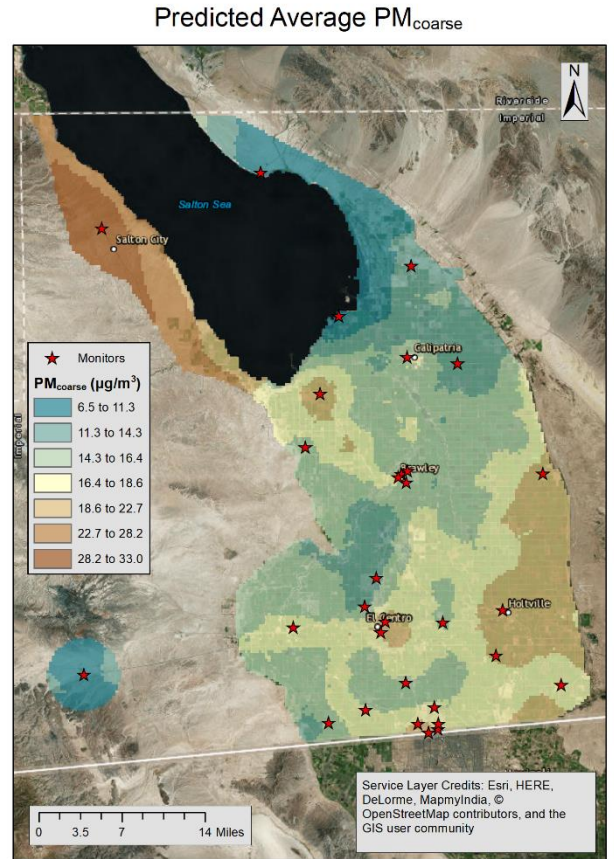 Predicted Average PMcoarse
N
Riverside
Imperial
Salton Sea
Salton City
Calipatria
Monitors
PMcoarse (µg/m³)
6.5 to 11.3
11.3 to 14.3
14.3 to 16.4
16.4 to 18.6
18.6 to 22.7
22.7 to 28.2
28.2 to 33.0
Imperial
Brawley
Holtville
El Centro
Service Layer Credits: Esri, HERE,
DeLorme, MapmyIndia, ©
OpenStreetMap contributors, and the
GIS user community
0 3.5 7 14 Miles